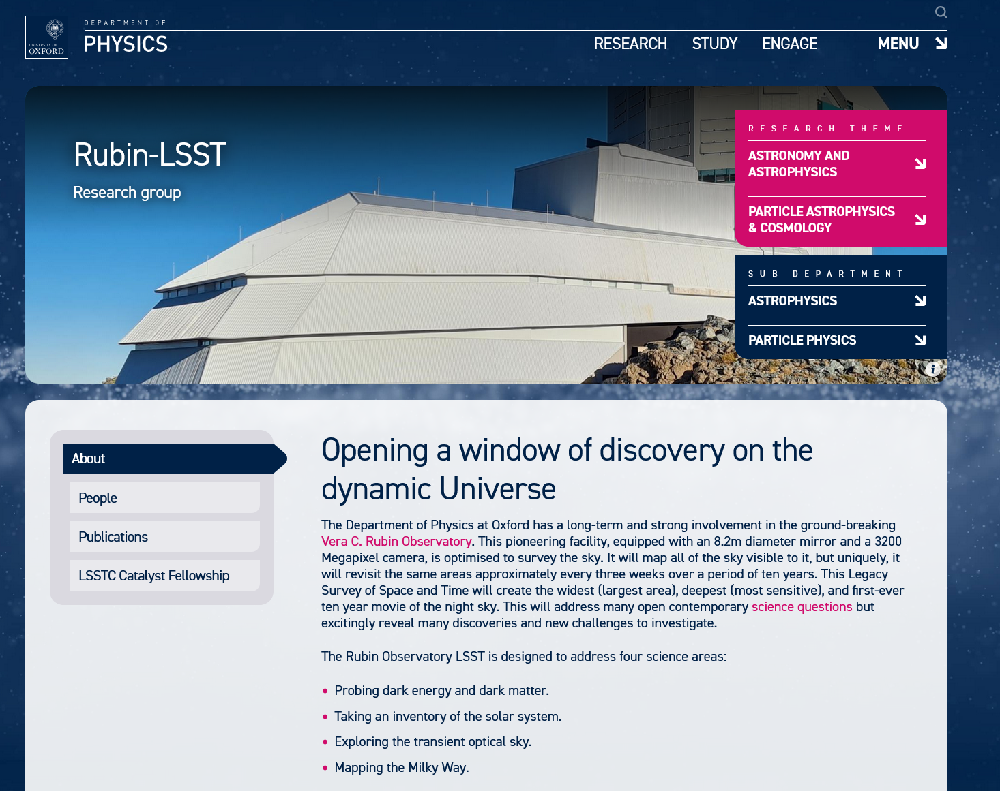 UNIVERSITY OF
OXFORD
DEPARTMENT OF
PHYSICS
RESEARCH
STUDY
ENGAGE
MENU
Rubin-LSST
Research group
RESEARCH THEME
ASTRONOMY AND
ASTROPHYSICS
PARTICLE ASTROPHYSICS
& COSMOLOGY
SUB DEPARTMENT
ASTROPHYSICS
PARTICLE PHYSICS
i
About
People
Publications
LSSTC Catalyst Fellowship
Opening a window of discovery on the
dynamic Universe
The Department of Physics at Oxford has a long-term and strong involvement in the ground-breaking
Vera C. Rubin Observatory. This pioneering facility, equipped with an 8.2m diameter mirror and a 3200
Megapixel camera, is optimised to survey the sky. It will map all of the sky visible to it, but uniquely, it
will revisit the same areas approximately every three weeks over a period of ten years. This Legacy
Survey of Space and Time will create the widest (largest area), deepest (most sensitive), and first-ever
ten year movie of the night sky. This will address many open contemporary science questions but
excitingly reveal many discoveries and new challenges to investigate.
The Rubin Observatory LSST is designed to address four science areas:
• Probing dark energy and dark matter.
• Taking an inventory of the solar system.
• Exploring the transient optical sky.
• Mapping the Milky Way.